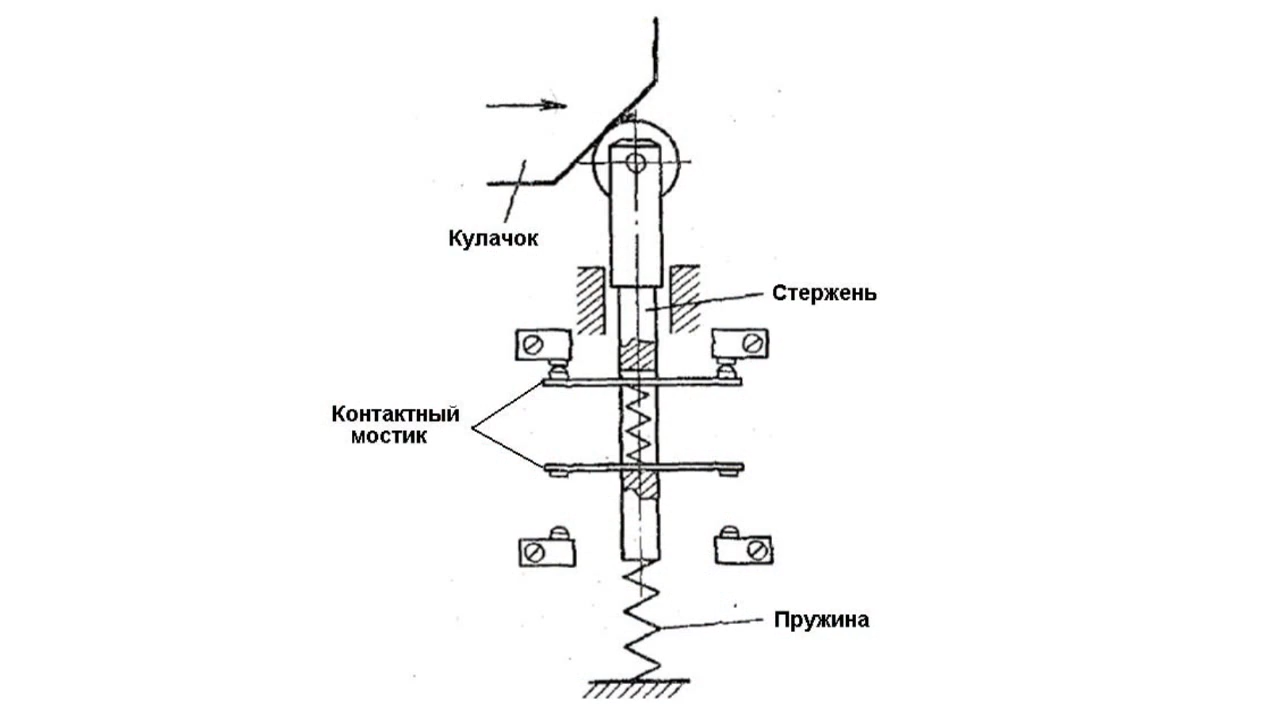 Кулачок
Стержень
Контактный
мостик
Пружина